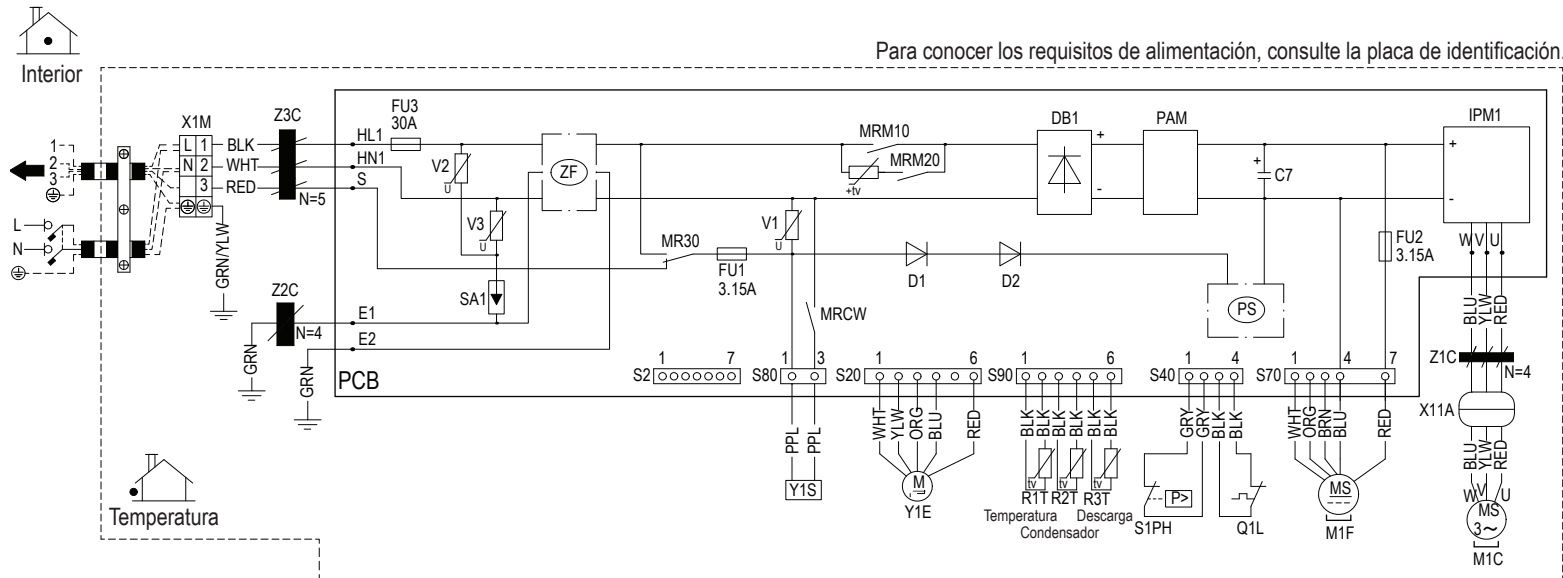 Para conocer los requisitos de alimentación, consulte la placa de identificación.
Interior
X1M
Z3C
FU3
30A
HL1
HN1
S
L 1 BLK
N 2 WHT
3 RED
N=5
1
2
3
L
N
GRN/YLW
V2
U
V3
U
ZF
MRM10
MRM20
+tv
DB1
+
-
PAM
+
C7
IPM1
+
-
W V U
V1
U
MR30
FU1
3.15A
D1
D2
FU2
3.15A
SA1
MRCW
PS
Z2C
N=4
E1
E2
GRN
GRN
PCB
S2 1 7
S80 1 3
S20 1 6
S90 1 6
S40 1 4
S70 1 4 7
BLU YLW RED
Z1C
N=4
X11A
PPL PPL
WHT YLW ORG BLU RED
BLK BLK BLK BLK BLK BLK
GRY GRY BLK BLK
WHT ORG BRN BLU RED
BLU YLW RED
Y1S
M
Y1E
tv tv tv
R1T R2T R3T
Temperatura Descarga
Condensador
P>
S1PH
Q1L
MS
M1F
W V U
MS
3~
M1C
Temperatura